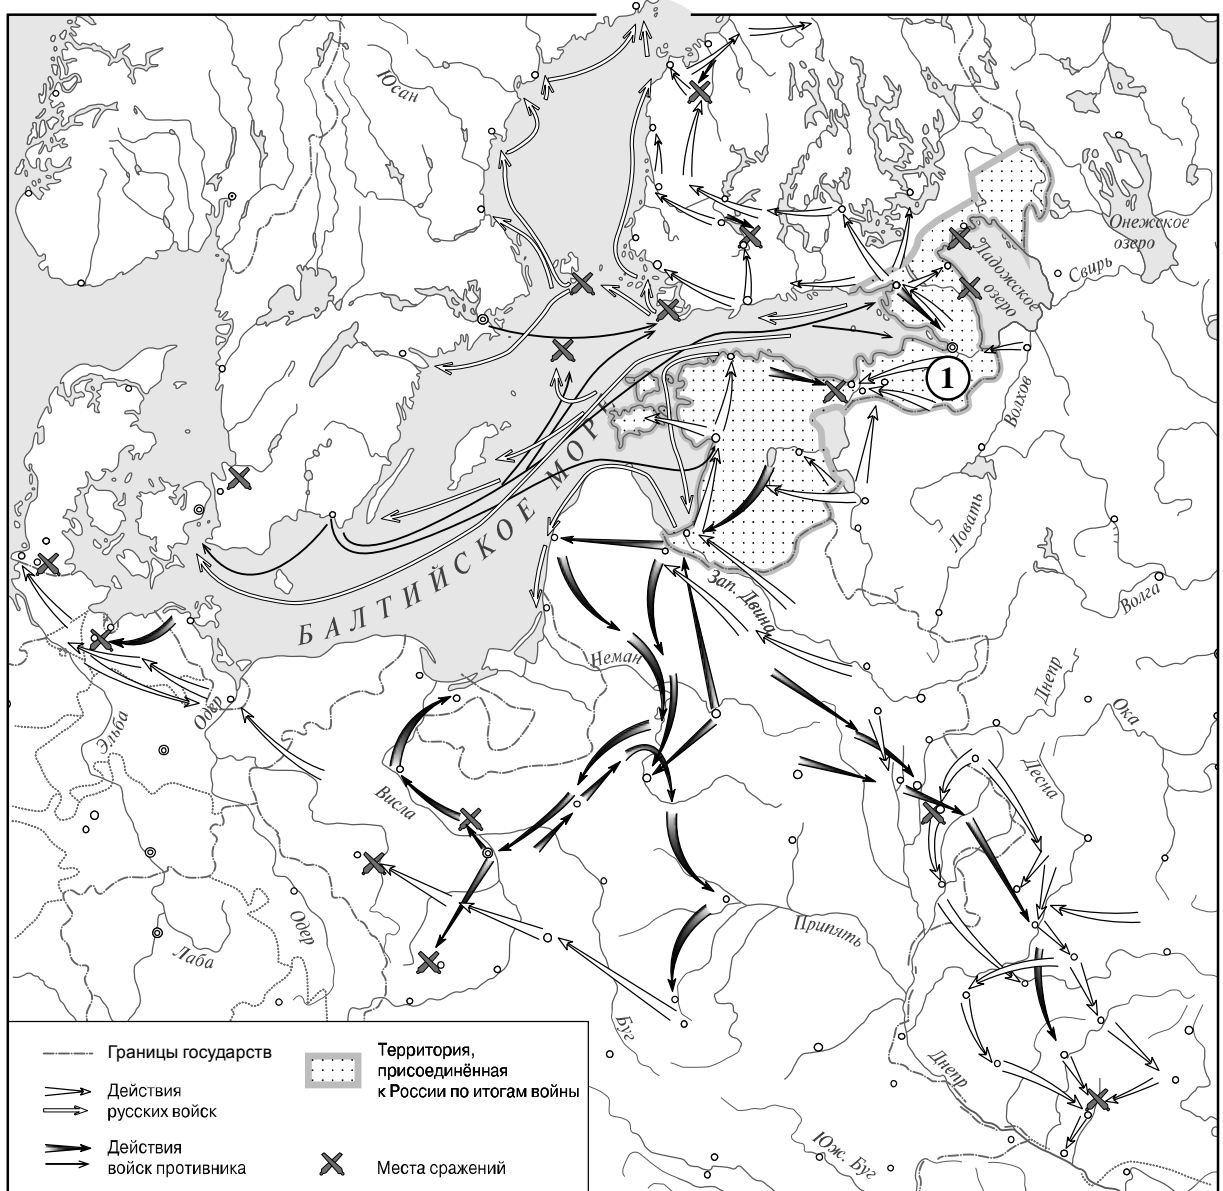 Юсан
Онежское
озеро
Ладожское
озеро
Свирь
1
Волхов
БАЛТИЙСКОЕ МОРЕ
Ловать
Зап. Двина
Волга
Неман
Днепр
Ока
Одер
Эльба
Десна
Висла
Одер
Припять
Лаба
Буг
Днепр
Юж. Буг
Границы государств
Действия
русских войск
Действия
войск противника
Территория,
присоединённая
к России по итогам войны
Места сражений